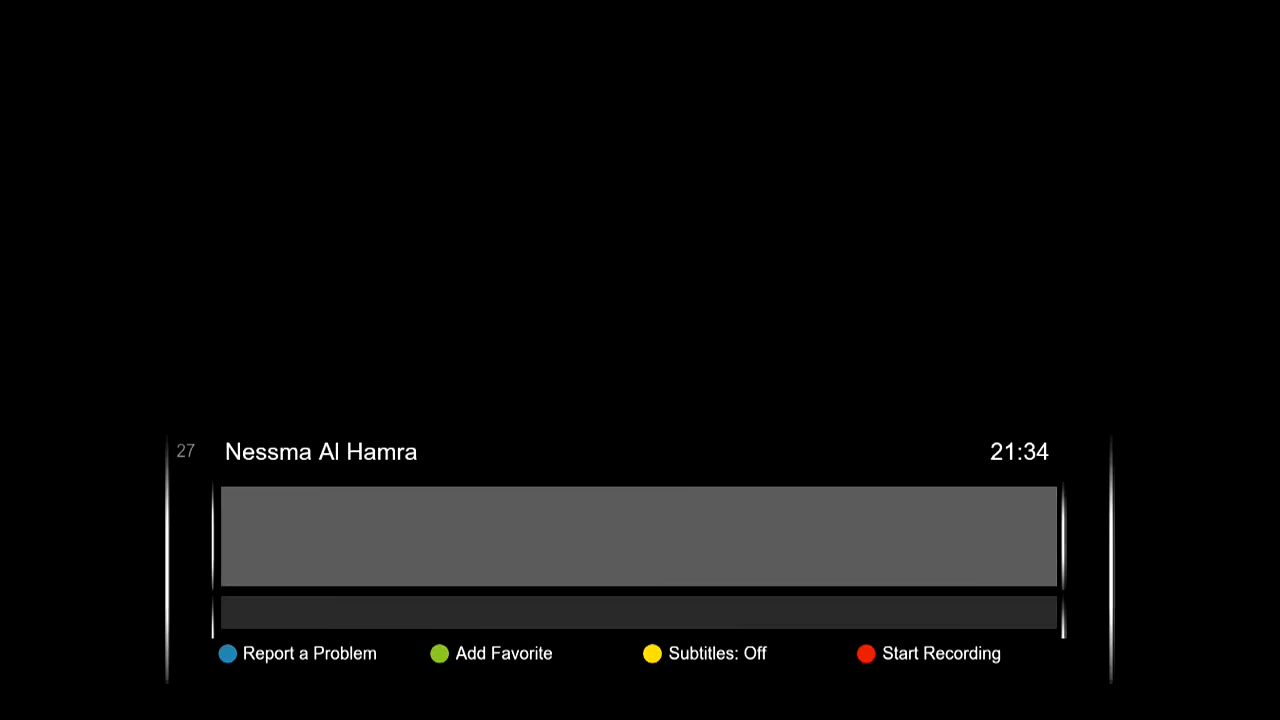 27 Nessma Al Hamra 21:34
Report a Problem Add Favorite Subtitles: Off Start Recording